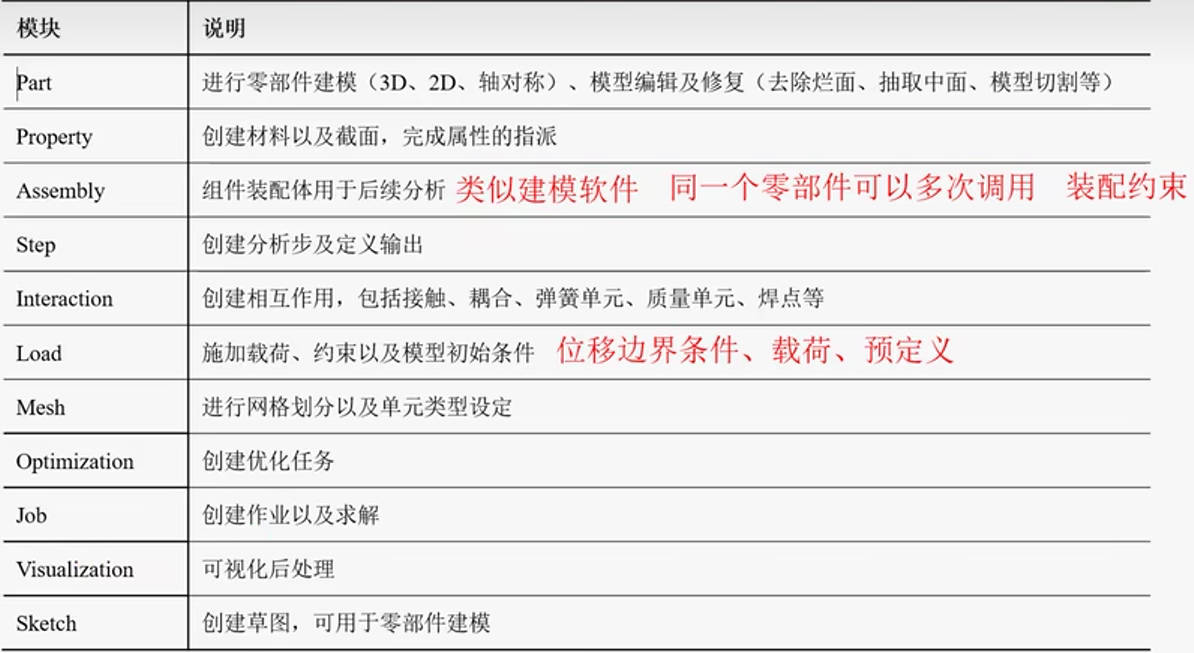 模块 说明
Part 进行零部件建模（3D、2D、轴对称）、模型编辑及修复（去除烂面、抽取中面、模型切割等）
Property 创建材料以及截面，完成属性的指派
Assembly 组件装配体用于后续分析 类似建模软件 同一个零部件可以多次调用 装配约束
Step 创建分析步及定义输出
Interaction 创建相互作用，包括接触、耦合、弹簧单元、质量单元、焊点等
Load 施加载荷、约束以及模型初始条件 位移边界条件、载荷、预定义
Mesh 进行网格划分以及单元类型设定
Optimization 创建优化任务
Job 创建作业以及求解
Visualization 可视化后处理
Sketch 创建草图，可用于零部件建模